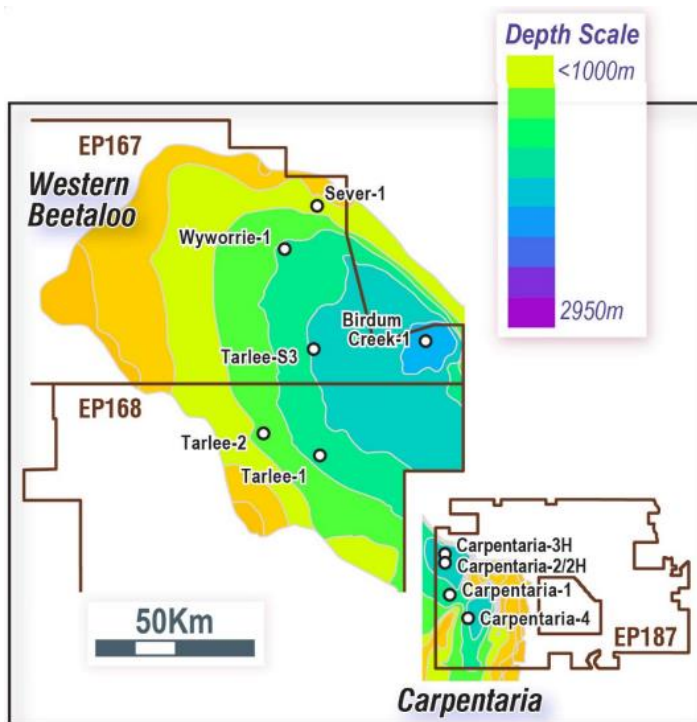 Depth Scale
<1000m
2950m
EP167
Western
Beetaloo
Sever-1
Wyworrie-1
Birdum
Creek-1
Tarlee-S3
EP168
Tarlee-2
Tarlee-1
Carpentaria-3H
Carpentaria-2/2H
Carpentaria-1
Carpentaria-4
EP187
50Km
Carpentaria